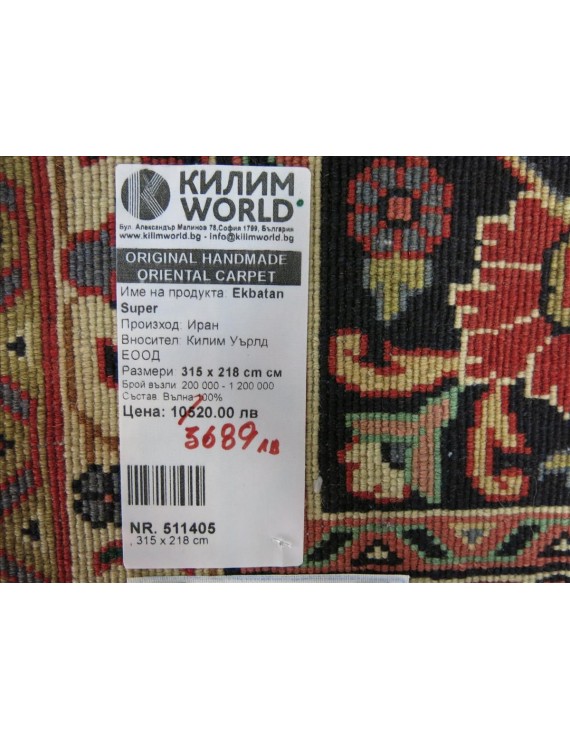 КИЛИМ
WORLD
Бул. Александър Малинов 78, София 1799, България
www.kilimworld.bg - info@kilimworld.bg
ORIGINAL HANDMADE
ORIENTAL CARPET
Име на продукта: Ekbatan
Super
Произход: Иран
Вносител: Килим Уърлд
ЕООД
Размери: 315 x 218 cm см
Брой възли: 200 000 - 1 200 000
Състав: Вълна 100%
Цена: 10520.00 лв
3689 лв
NR. 511405
, 315 x 218 cm